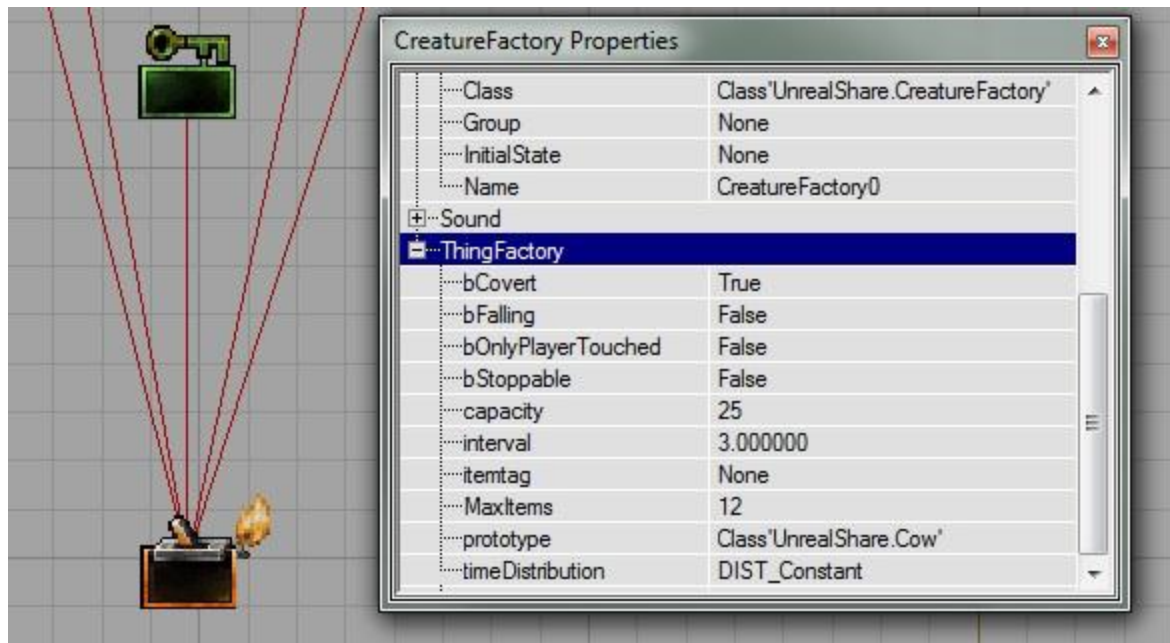 CreatureFactory Properties
Class Class'UnrealShare.CreatureFactory'
Group None
InitialState None
Name CreatureFactory0
Sound
ThingFactory
bCovert True
bFalling False
bOnlyPlayerTouched False
bStoppable False
capacity 25
interval 3.000000
itemtag None
MaxItems 12
prototype Class'UnrealShare.Cow'
timeDistribution DIST_Constant